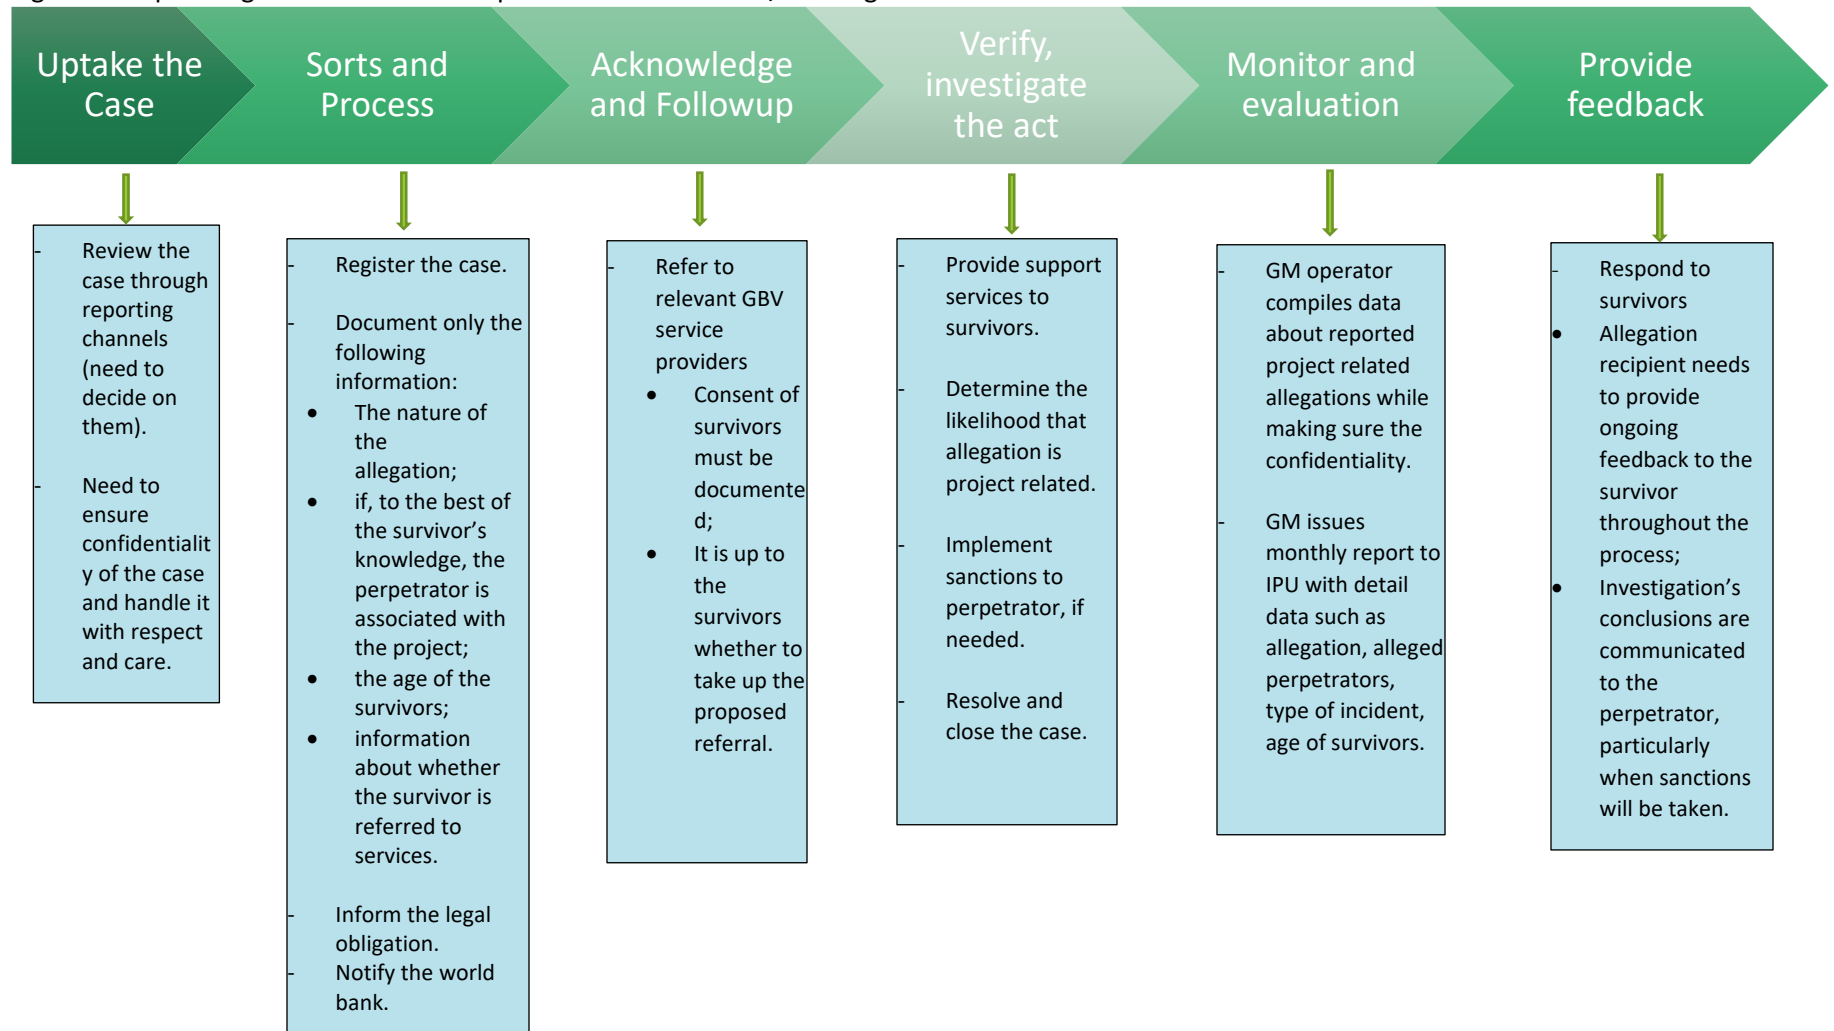 Uptake the
Case
Sorts and
Process
Acknowledge
and Followup
Verify,
investigate
the act
Monitor and
evaluation
Provide
feedback
- Review the
case through
reporting
channels
(need to
decide on
them).
- Need to
ensure
confidentialit
y of the case
and handle it
with respect
and care.
- Register the case.
- Document only the
following
information:
• The nature of
the
allegation;
• if, to the best of
the survivor’s
knowledge, the
perpetrator is
associated with
the project;
• the age of the
survivors;
• information
about whether
the survivor is
referred to
services.
- Inform the legal
obligation.
- Notify the world
bank.
- Refer to
relevant GBV
service
providers
• Consent of
survivors
must be
documente
d;
• It is up to
the
survivors
whether to
take up the
proposed
referral.
- Provide support
services to
survivors.
- Determine the
likelihood that
allegation is
project related.
- Implement
sanctions to
perpetrator, if
needed.
- Resolve and
close the case.
- GM operator
compiles data
about reported
project related
allegations while
making sure the
confidentiality.
- GM issues
monthly report to
IPU with detail
data such as
allegation, alleged
perpetrators,
type of incident,
age of survivors.
- Respond to
survivors
• Allegation
recipient needs
to provide
ongoing
feedback to the
survivor
throughout the
process;
• Investigation’s
conclusions are
communicated
to the
perpetrator,
particularly
when sanctions
will be taken.